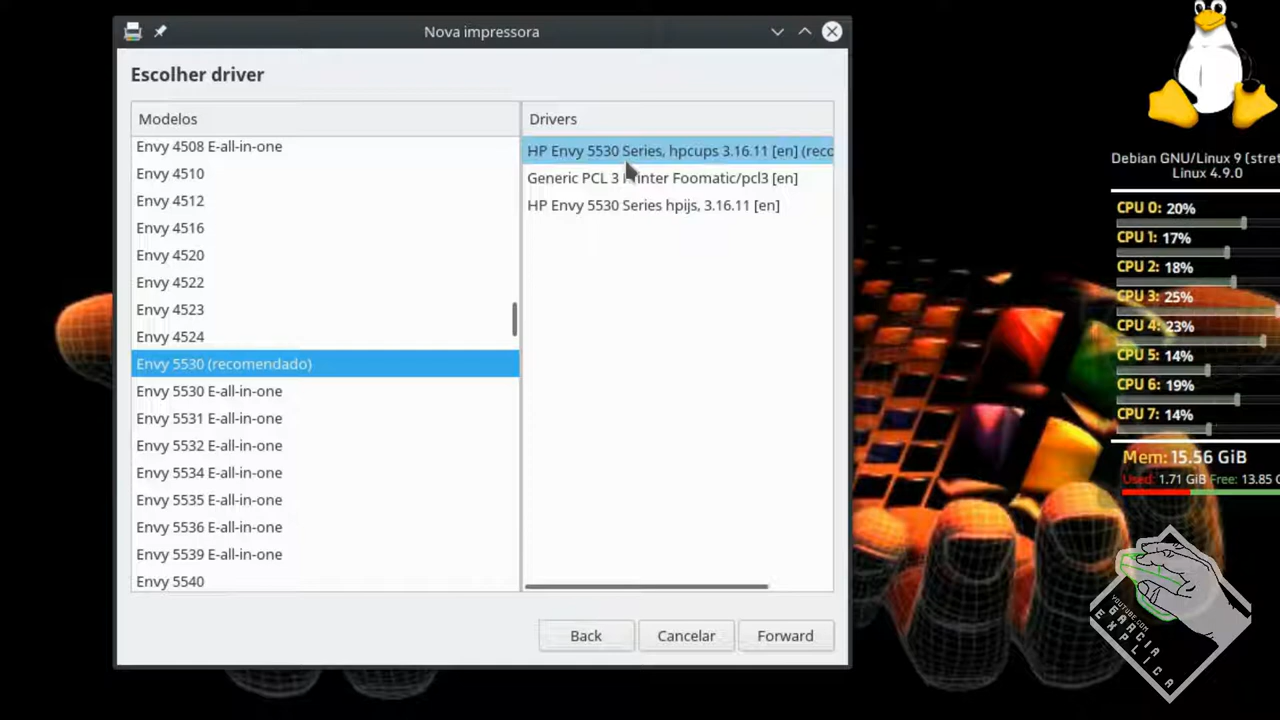 Nova impressora
Escolher driver
Modelos
Drivers
Envy 4508 E-all-in-one
Envy 4510
Envy 4512
Envy 4516
Envy 4520
Envy 4522
Envy 4523
Envy 4524
Envy 5530 (recomendado)
Envy 5530 E-all-in-one
Envy 5531 E-all-in-one
Envy 5532 E-all-in-one
Envy 5534 E-all-in-one
Envy 5535 E-all-in-one
Envy 5536 E-all-in-one
Envy 5539 E-all-in-one
Envy 5540
HP Envy 5530 Series, hpcups 3.16.11 [en] (reco
Generic PCL 3 Printer Foomatic/pcl3 [en]
HP Envy 5530 Series hpijs, 3.16.11 [en]
Back
Cancelar
Forward
Debian GNU/Linux 9 (stret
Linux 4.9.0
CPU 0: 20%
CPU 1: 17%
CPU 2: 18%
CPU 3: 25%
CPU 4: 23%
CPU 5: 14%
CPU 6: 19%
CPU 7: 14%
Mem: 15.56 GiB
Used: 1.71 GiB Free: 13.85 G
YOUTUBE.COM
GARCIA
EXPLICA